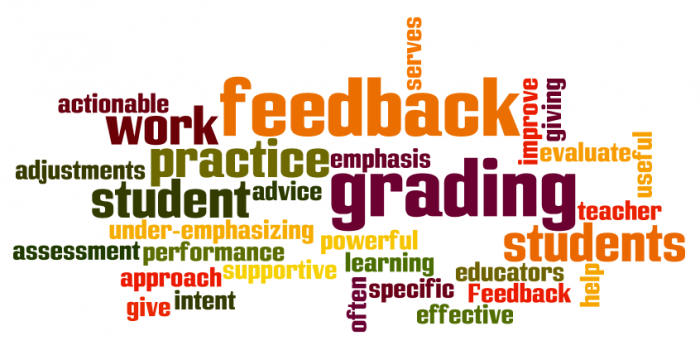 serves
feedback
actionable
work
improve
giving
practice
emphasis
evaluate
useful
adjustments
student
advice
grading
teacher
under-emphasizing
powerful
students
assessment
performance
supportive
learning
educators
help
approach
often
specific
Feedback
give
intent
effective